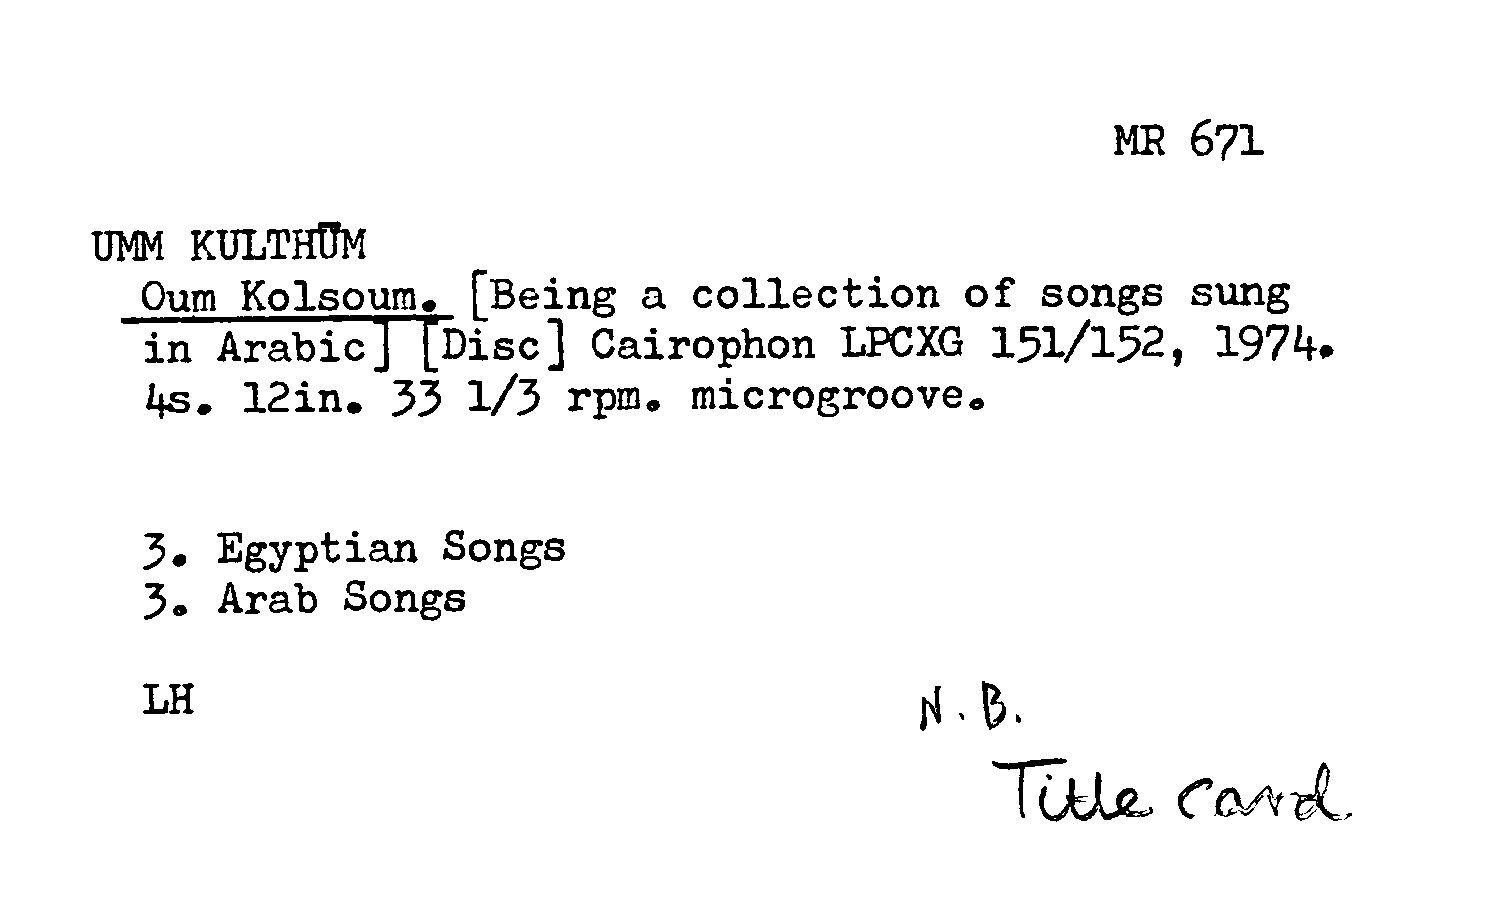 MR 671
UMM KULTHŪM
Oum Kolsoum. [Being a collection of songs sung
in Arabic] [Disc] Cairophon LPCXG 151/152, 1974.
4s. 12in. 33 1/3 rpm. microgroove.
3. Egyptian Songs
3. Arab Songs
LH
N.B.
Title card.